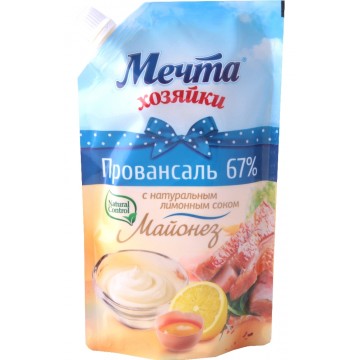 Мечта
хозяйки
Провансаль 67%
с натуральным
лимонным соком
Natural
Control
Майонез